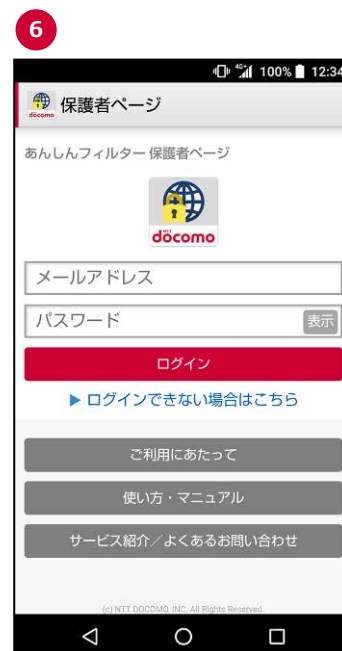 6
4G 100% 12:34
docomo 保護者ページ
あんしんフィルター 保護者ページ
NTT
döcomo
メールアドレス
パスワード 表示
ログイン
▶ ログインできない場合はこちら
ご利用にあたって
使い方・マニュアル
サービス紹介／よくあるお問い合わせ
(c) NTT DOCOMO, INC. All Rights Reserved.